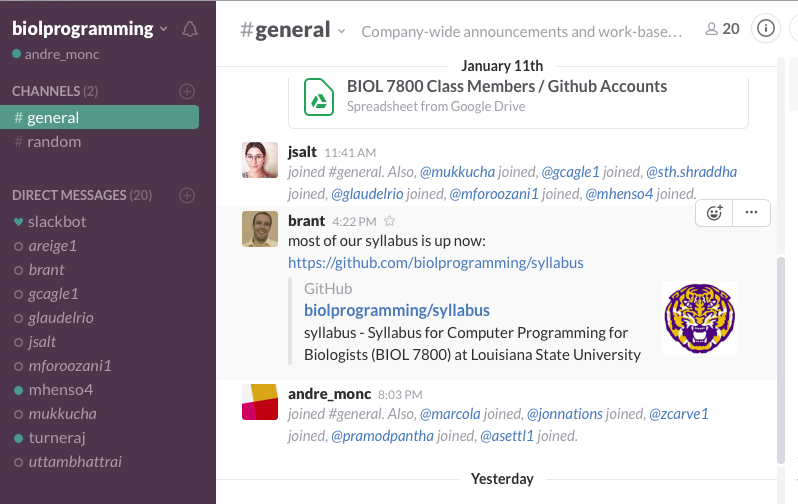 biolprogramming
andre_monc
CHANNELS (2)
# general
# random
DIRECT MESSAGES (20)
slackbot
areige1
brant
gcagle1
glaudelrio
jsalt
mforoozani1
mhenso4
mukkucha
turneraj
uttambhattrai
#general
Company-wide announcements and work-base…
20
January 11th
BIOL 7800 Class Members / Github Accounts
Spreadsheet from Google Drive
jsalt 11:41 AM
joined #general. Also, @mukkucha joined, @gcagle1 joined, @sth.shraddha
joined, @glaudelrio joined, @mforoozani1 joined, @mhenso4 joined.
brant 4:22 PM
most of our syllabus is up now:
https://github.com/biolprogramming/syllabus
GitHub
biolprogramming/syllabus
syllabus - Syllabus for Computer Programming for
Biologists (BIOL 7800) at Louisiana State University
andre_monc 8:03 PM
joined #general. Also, @marcola joined, @jonnations joined, @zcarve1
joined, @pramodpantha joined, @asettl1 joined.
Yesterday